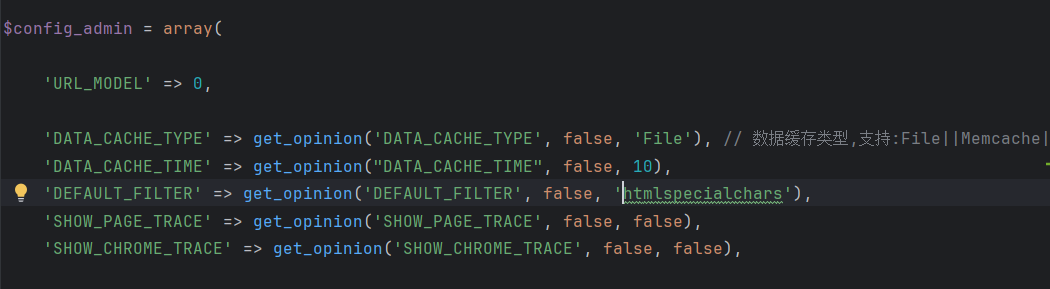 $config_admin = array(
'URL_MODEL' => 0,
'DATA_CACHE_TYPE' => get_opinion('DATA_CACHE_TYPE', false, 'File'), // 数据缓存类型,支持:File||Memcache|
'DATA_CACHE_TIME' => get_opinion("DATA_CACHE_TIME", false, 10),
'DEFAULT_FILTER' => get_opinion('DEFAULT_FILTER', false, 'htmlspecialchars'),
'SHOW_PAGE_TRACE' => get_opinion('SHOW_PAGE_TRACE', false, false),
'SHOW_CHROME_TRACE' => get_opinion('SHOW_CHROME_TRACE', false, false),